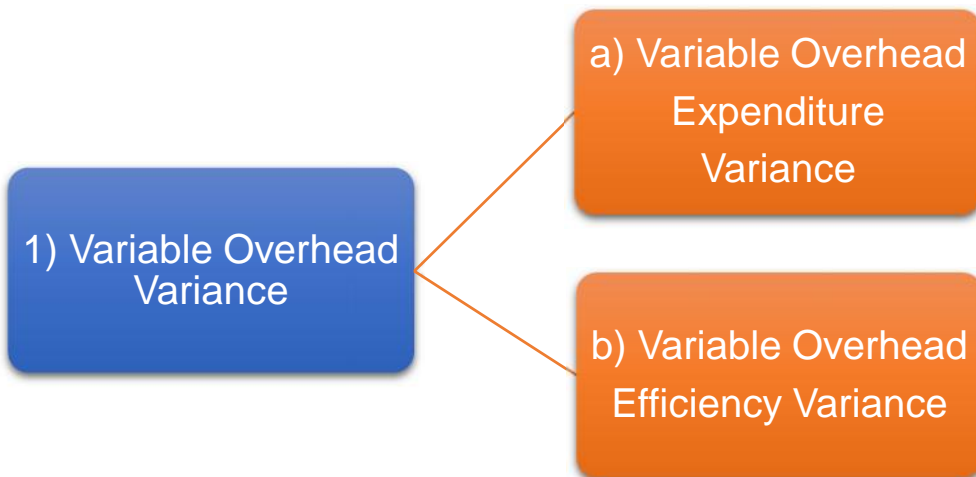 1) Variable Overhead
Variance
a) Variable Overhead
Expenditure
Variance
b) Variable Overhead
Efficiency Variance